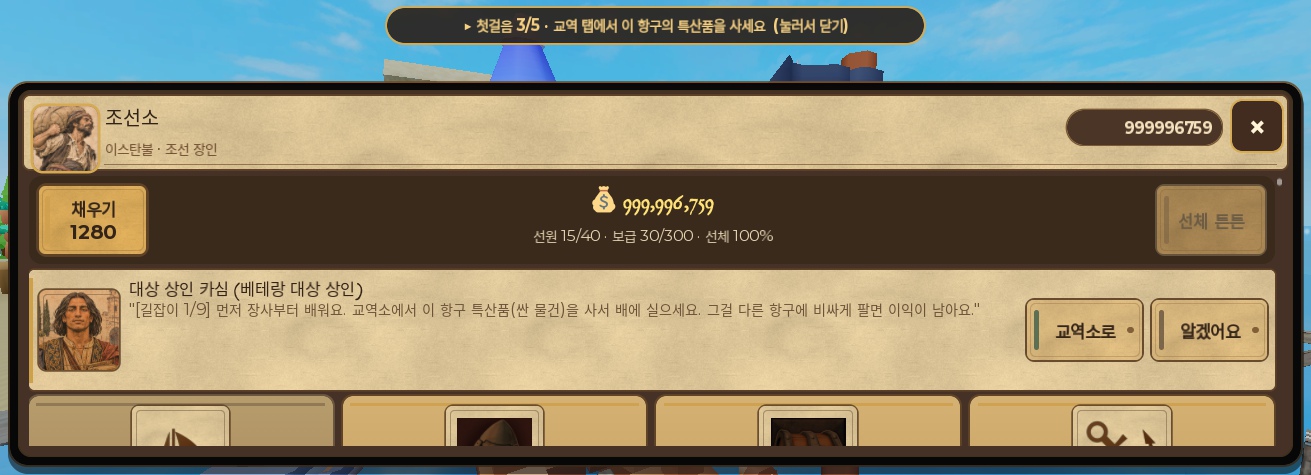 ▸ 첫걸음 3/5 · 교역 탭에서 이 항구의 특산품을 사세요 (눌러서 닫기)
조선소
이스탄불 · 조선 장인
999996759
×
채우기
1280
999,996,759
선원 15/40 · 보급 30/300 · 선체 100%
선체 튼튼
대상 상인 카심 (베테랑 대상 상인)
"[길잡이 1/9] 먼저 장사부터 배워요. 교역소에서 이 항구 특산품(싼 물건)을 사서 배에 실으세요. 그걸 다른 항구에 비싸게 팔면 이익이 남아요."
교역소로
알겠어요